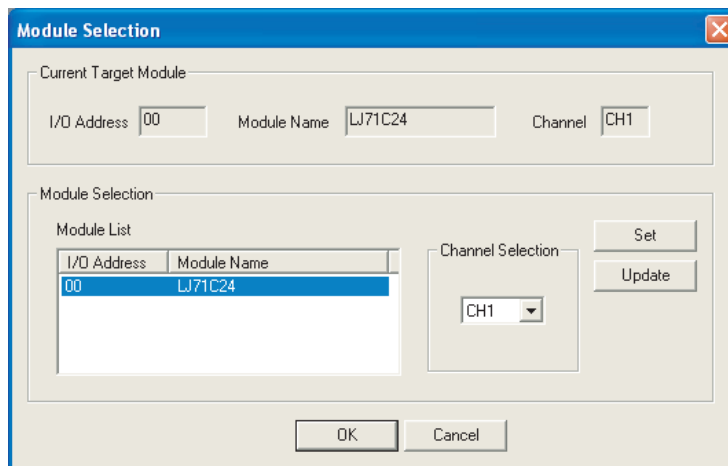 Module Selection
Current Target Module
I/O Address 00 Module Name LJ71C24 Channel CH1
Module Selection
Module List
I/O Address Module Name
00 LJ71C24
Channel Selection
CH1
Set
Update
OK Cancel